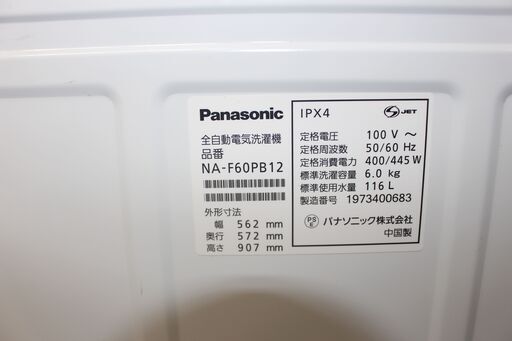 Panasonic
全自動電気洗濯機
品番
NA-F60PB12
外形寸法
幅 562 mm
奥行 572 mm
高さ 907 mm
IPX4
JET
定格電圧 100 V ～
定格周波数 50/60 Hz
定格消費電力 400/445 W
標準洗濯容量 6.0 kg
標準使用水量 116 L
製造番号 1973400683
PS
E
パナソニック株式会社
中国製